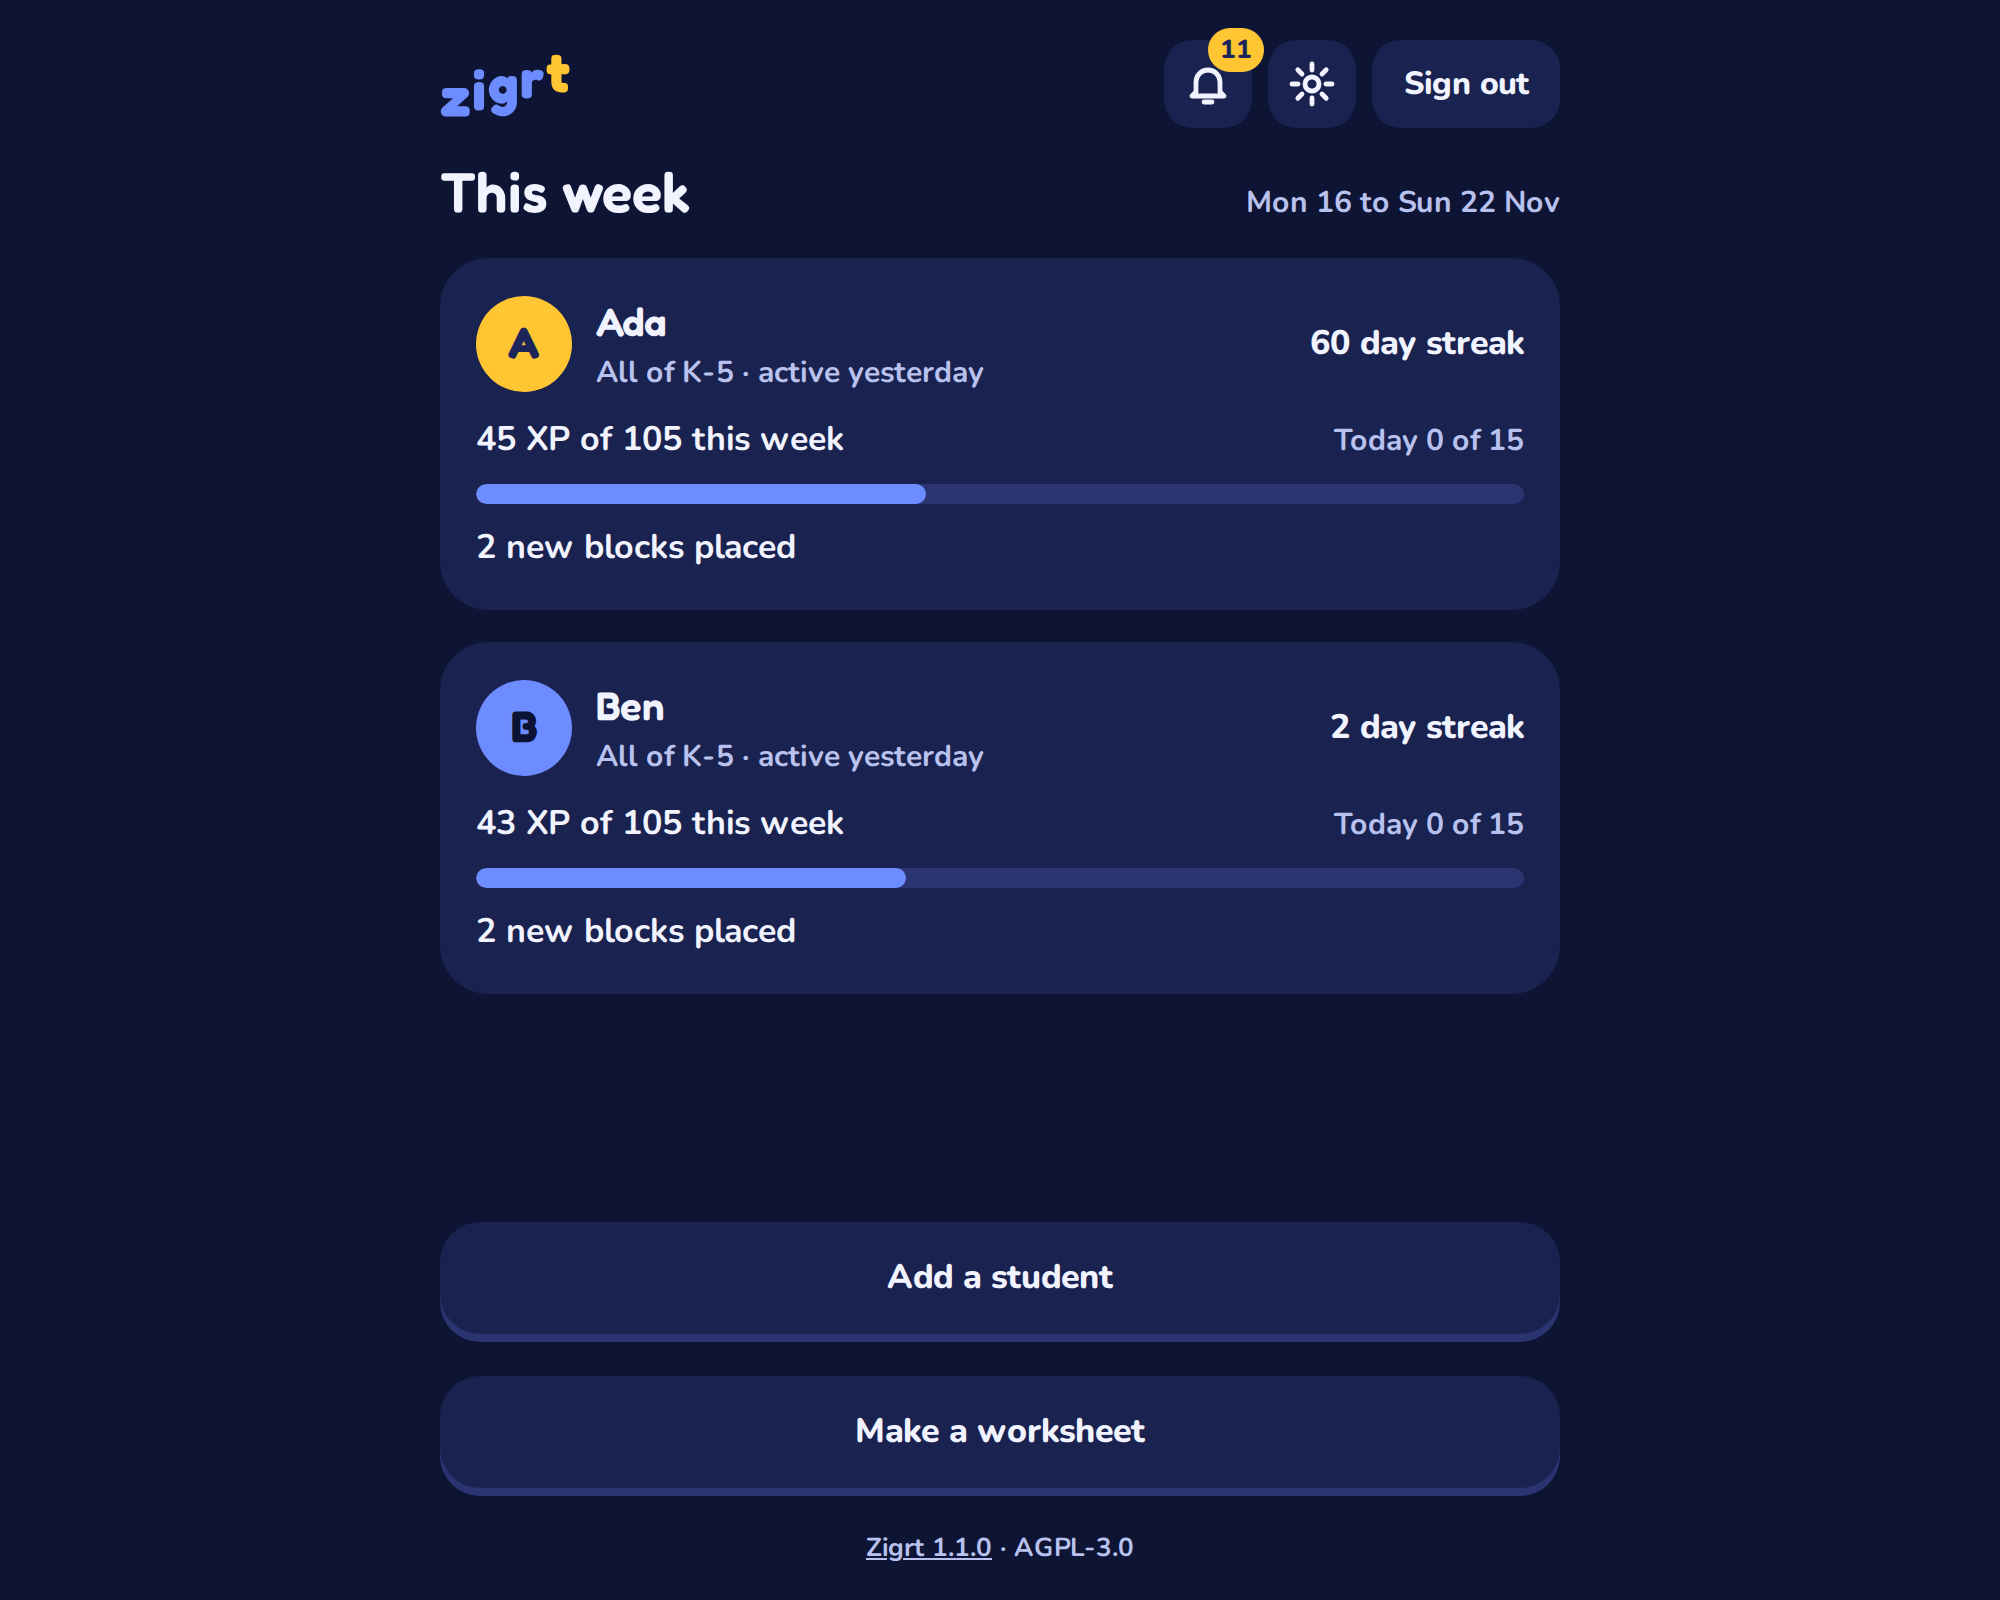 zigrt
11
Sign out
This week
Mon 16 to Sun 22 Nov
A
Ada
All of K-5 · active yesterday
60 day streak
45 XP of 105 this week
Today 0 of 15
2 new blocks placed
B
Ben
All of K-5 · active yesterday
2 day streak
43 XP of 105 this week
Today 0 of 15
2 new blocks placed
Add a student
Make a worksheet
Zigrt 1.1.0 · AGPL-3.0